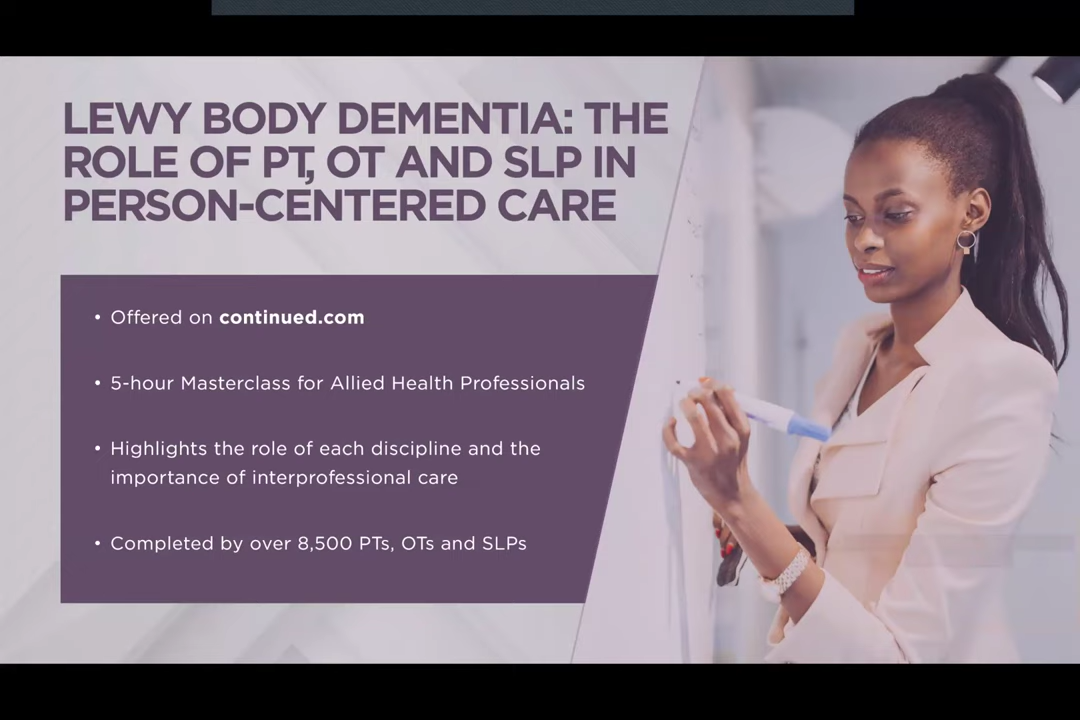 LEWY BODY DEMENTIA: THE
ROLE OF PT, OT AND SLP IN
PERSON-CENTERED CARE
• Offered on continued.com
• 5-hour Masterclass for Allied Health Professionals
• Highlights the role of each discipline and the
importance of interprofessional care
• Completed by over 8,500 PTs, OTs and SLPs